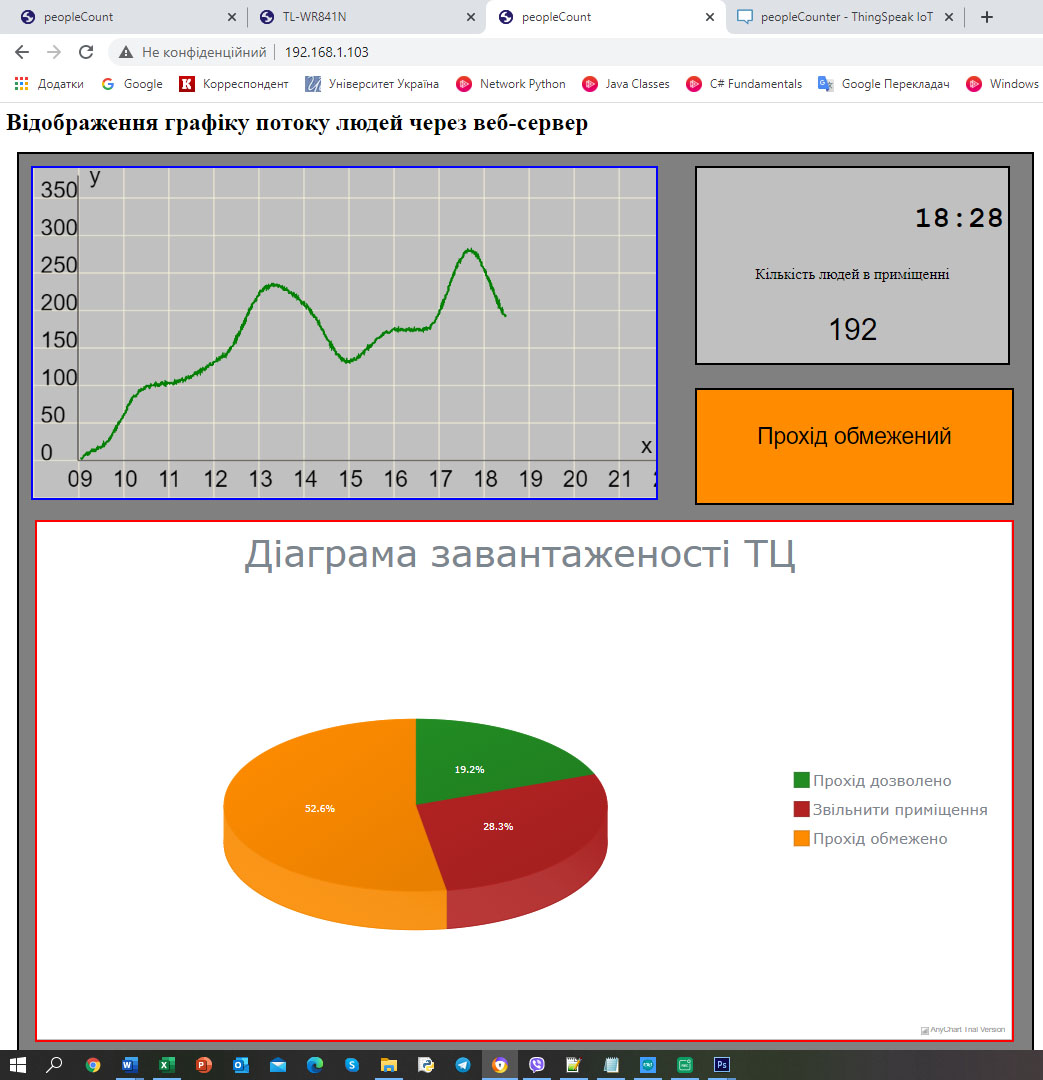 peopleCount
TL-WR841N
peopleCount
peopleCounter - ThingSpeak IoT
Не конфіденційний
192.168.1.103
Додатки
Google
Корреспондент
Університет Україна
Network Python
Java Classes
C# Fundamentals
Google Перекладач
Windows
Відображення графіку потоку людей через веб-сервер
y
350
300
250
200
150
100
50
0
x
09 10 11 12 13 14 15 16 17 18 19 20 21
18:28
Кількість людей в приміщенні
192
Прохід обмежений
Діаграма завантаженості ТЦ
19.2%
52.6%
28.3%
Прохід дозволено
Звільнити приміщення
Прохід обмежено
AnyChart Trial Version